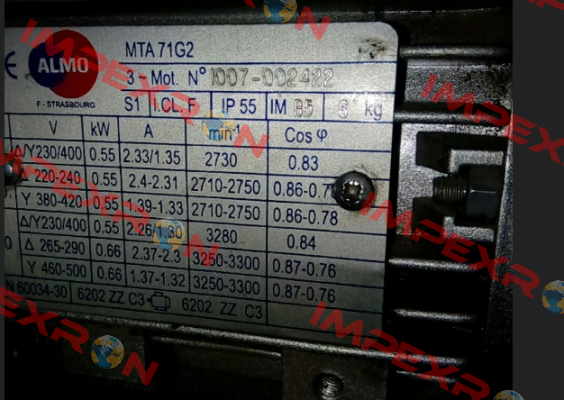 ALMO
F - STRASBOURG
MTA 71G2
3 ~ Mot. N° 1007-002422
S1 I.CL. F IP 55 IM B5 6 kg
V kW A min Cos φ
Δ/Y230/400 0.55 2.33/1.35 2730 0.83
Δ 220-240 0.55 2.4-2.31 2710-2750 0.86-0.7
Y 380-420 0.55 1.39-1.33 2710-2750 0.86-0.78
Δ/Y230/400 0.55 2.26/1.30 3280 0.84
Δ 265-290 0.66 2.37-2.3 3250-3300 0.87-0.76
Y 460-500 0.66 1.37-1.32 3250-3300 0.87-0.76
N 60034-30 6202 ZZ C3 6202 ZZ C3
IMPEXRON
IMPEXRON
IMPEXRON
IMPEXRON